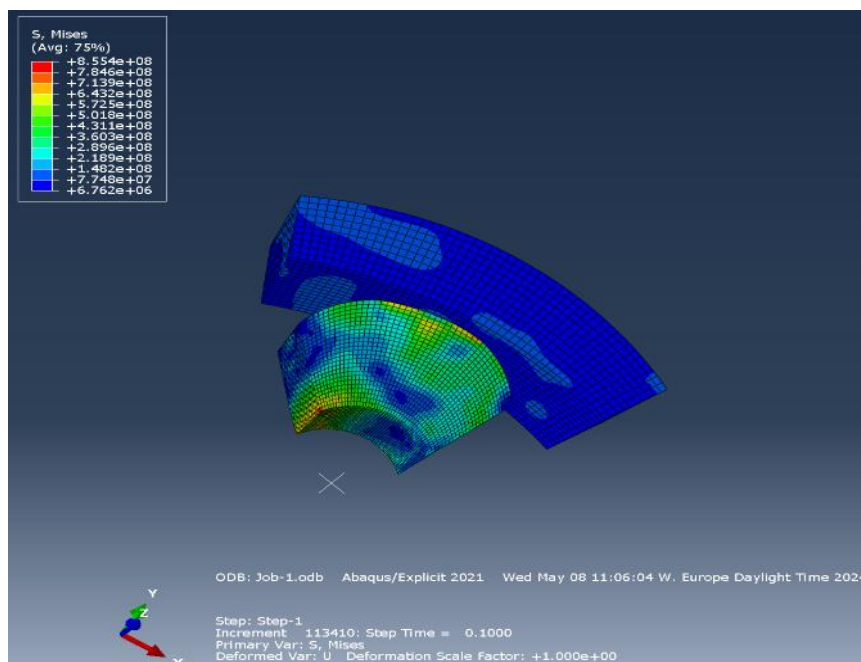 S, Mises
(Avg: 75%)
+8.554e+08
+7.846e+08
+7.139e+08
+6.432e+08
+5.725e+08
+5.018e+08
+4.311e+08
+3.603e+08
+2.896e+08
+2.189e+08
+1.482e+08
+7.748e+07
+6.762e+06
Y
Z
X
ODB: Job-1.odb Abaqus/Explicit 2021 Wed May 08 11:06:04 W. Europe Daylight Time 2024
Step: Step-1
Increment 113410: Step Time = 0.1000
Primary Var: S, Mises
Deformed Var: U Deformation Scale Factor: +1.000e+00